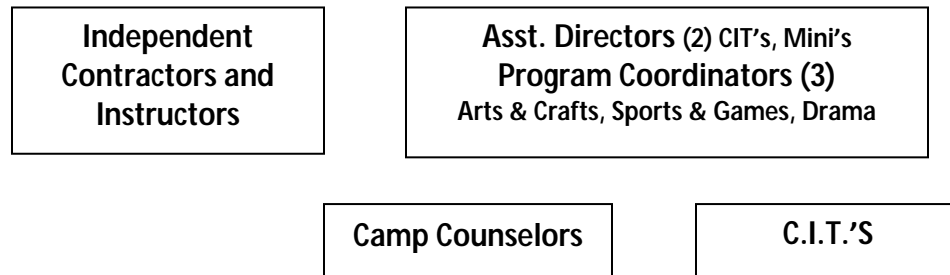 Independent
Contractors and
Instructors
Asst. Directors (2) CIT's, Mini's
Program Coordinators (3)
Arts & Crafts, Sports & Games, Drama
Camp Counselors
C.I.T.'S